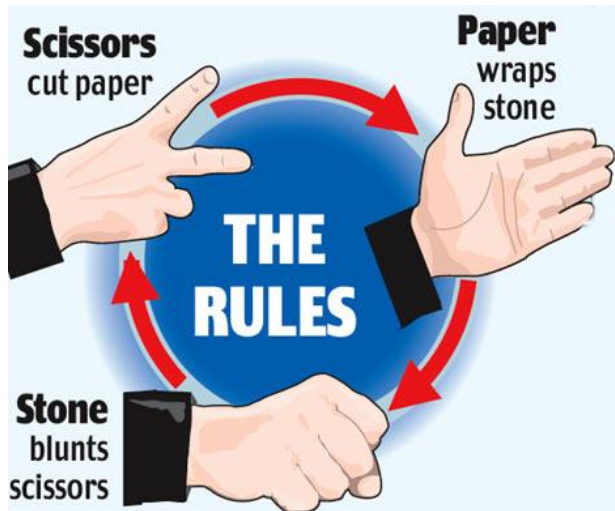 Scissors
cut paper
Paper
wraps
stone
THE
RULES
Stone
blunts
scissors